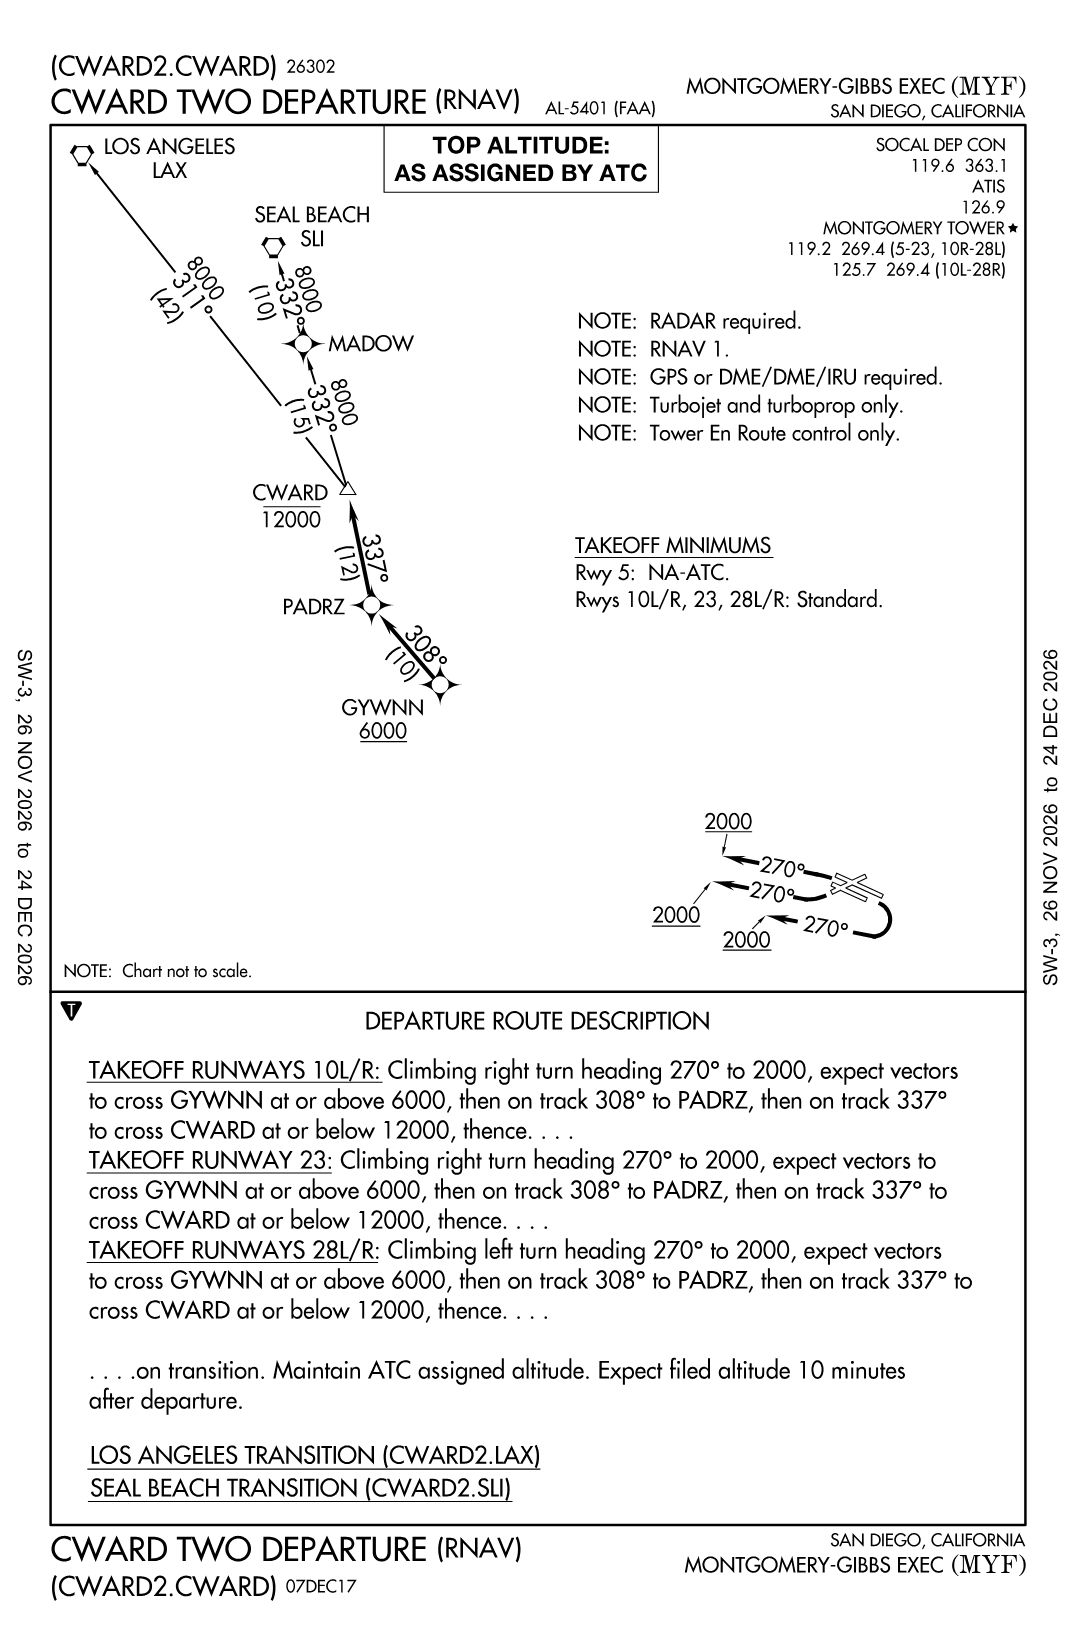 (CWARD2.CWARD) 26302
CWARD TWO DEPARTURE (RNAV) AL-5401 (FAA)
MONTGOMERY-GIBBS EXEC (MYF)
SAN DIEGO, CALIFORNIA
TOP ALTITUDE:
AS ASSIGNED BY ATC
SOCAL DEP CON
119.6 363.1
ATIS
126.9
MONTGOMERY TOWER★
119.2 269.4 (5-23, 10R-28L)
125.7 269.4 (10L-28R)
LOS ANGELES
LAX
SEAL BEACH
SLI
8000
311°
(42)
8000
332°
(10)
MADOW
8000
332°
(15)
CWARD
12000
337°
(12)
PADRZ
308°
(10)
GYWNN
6000
NOTE: RADAR required.
NOTE: RNAV 1.
NOTE: GPS or DME/DME/IRU required.
NOTE: Turbojet and turboprop only.
NOTE: Tower En Route control only.
TAKEOFF MINIMUMS
Rwy 5: NA-ATC.
Rwys 10L/R, 23, 28L/R: Standard.
2000
270°
2000
270°
2000
270°
NOTE: Chart not to scale.
SW-3, 26 NOV 2026 to 24 DEC 2026
SW-3, 26 NOV 2026 to 24 DEC 2026
T
DEPARTURE ROUTE DESCRIPTION
TAKEOFF RUNWAYS 10L/R: Climbing right turn heading 270° to 2000, expect vectors
to cross GYWNN at or above 6000, then on track 308° to PADRZ, then on track 337°
to cross CWARD at or below 12000, thence. . . .
TAKEOFF RUNWAY 23: Climbing right turn heading 270° to 2000, expect vectors to
cross GYWNN at or above 6000, then on track 308° to PADRZ, then on track 337° to
cross CWARD at or below 12000, thence. . . .
TAKEOFF RUNWAYS 28L/R: Climbing left turn heading 270° to 2000, expect vectors
to cross GYWNN at or above 6000, then on track 308° to PADRZ, then on track 337° to
cross CWARD at or below 12000, thence. . . .
. . . .on transition. Maintain ATC assigned altitude. Expect filed altitude 10 minutes
after departure.
LOS ANGELES TRANSITION (CWARD2.LAX)
SEAL BEACH TRANSITION (CWARD2.SLI)
CWARD TWO DEPARTURE (RNAV)
(CWARD2.CWARD) 07DEC17
SAN DIEGO, CALIFORNIA
MONTGOMERY-GIBBS EXEC (MYF)